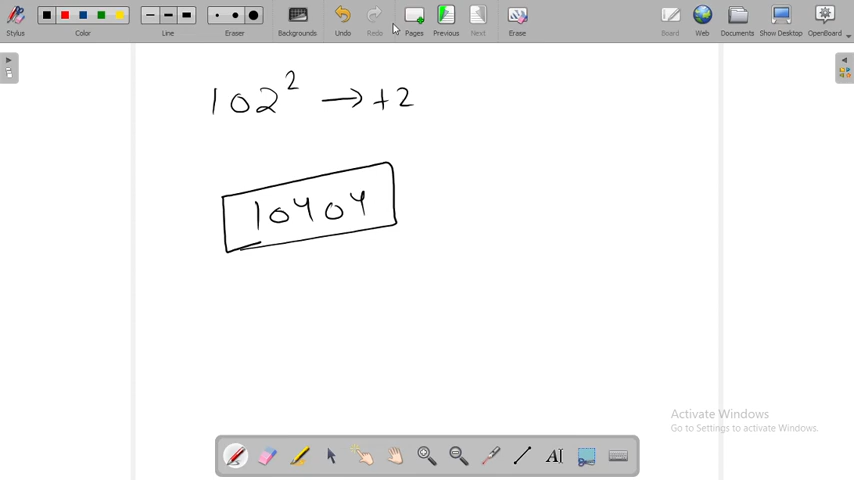 Stylus
Color
Line
Eraser
Backgrounds
Undo
Redo
Pages
Previous
Next
Erase
Board
Web
Documents
Show Desktop
OpenBoard
102² → +2
10404
Activate Windows
Go to Settings to activate Windows.